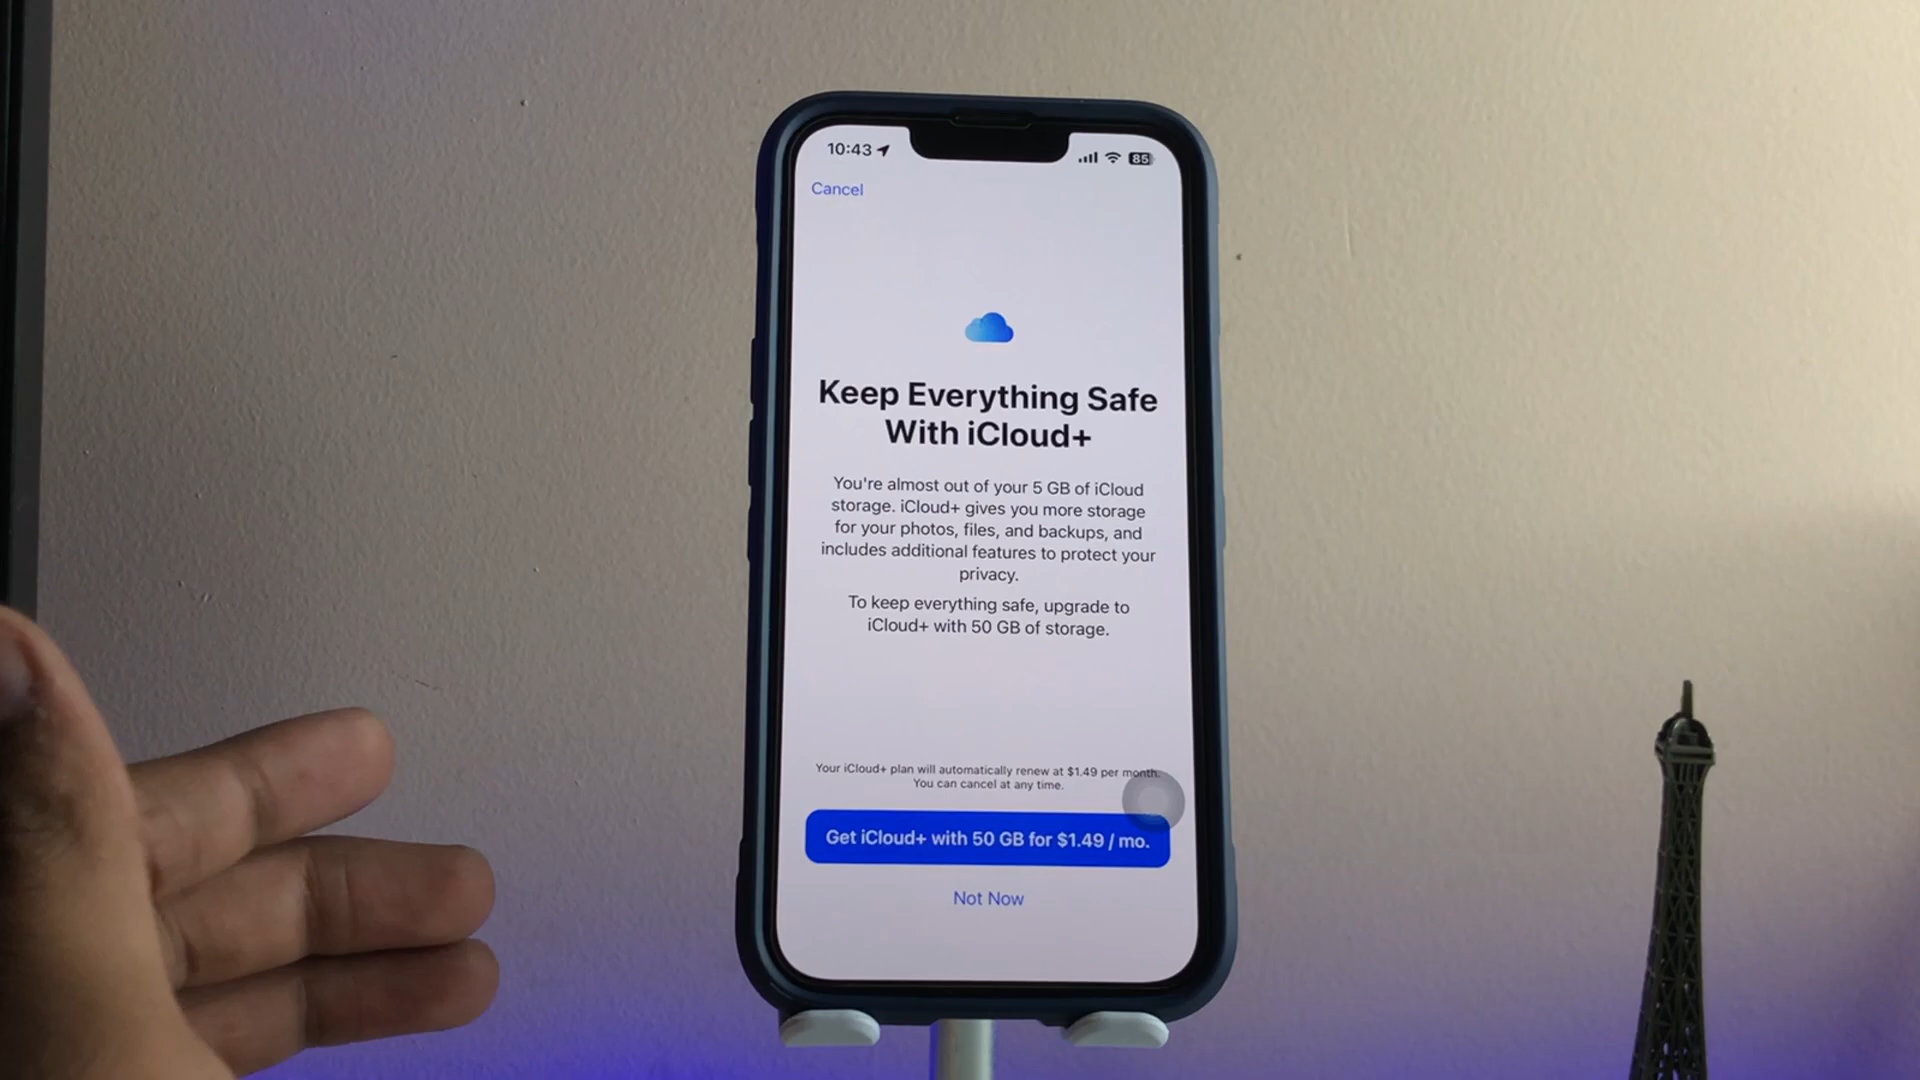 10:43
85
Cancel
Keep Everything Safe
With iCloud+
You're almost out of your 5 GB of iCloud
storage. iCloud+ gives you more storage
for your photos, files, and backups, and
includes additional features to protect your
privacy.
To keep everything safe, upgrade to
iCloud+ with 50 GB of storage.
Your iCloud+ plan will automatically renew at $1.49 per month.
You can cancel at any time.
Get iCloud+ with 50 GB for $1.49 / mo.
Not Now